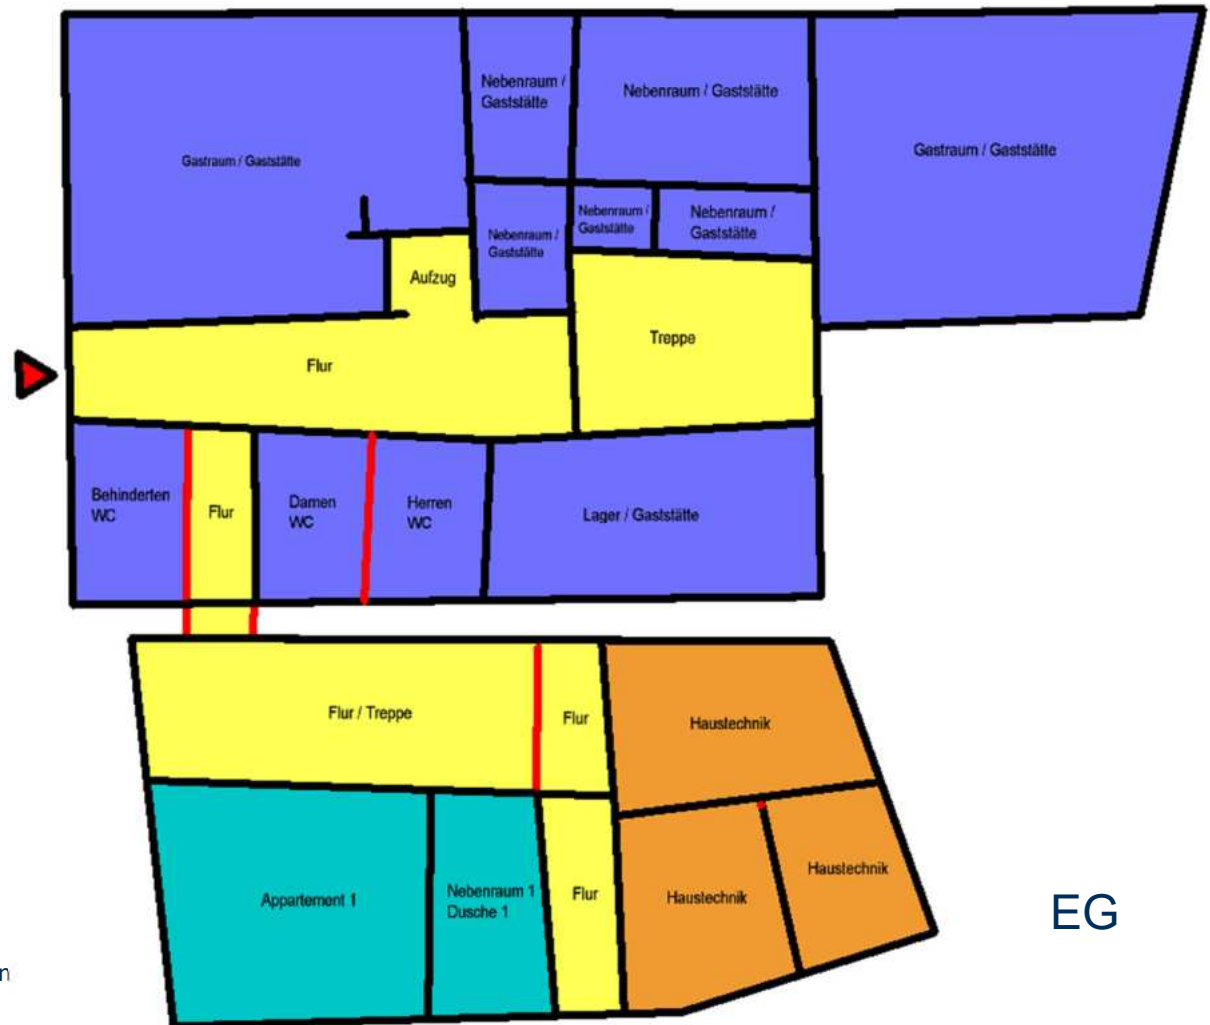 Nebenraum /
Gaststätte
Nebenraum / Gaststätte
Gastraum / Gaststätte
Gastraum / Gaststätte
Nebenraum /
Gaststätte
Nebenraum /
Gaststätte
Nebenraum /
Gaststätte
Aufzug
Treppe
Flur
Behinderten
WC
Flur
Damen
WC
Herren
WC
Lager / Gaststätte
Flur / Treppe
Flur
Haustechnik
Appartement 1
Nebenraum 1
Dusche 1
Flur
Haustechnik
Haustechnik
EG
n